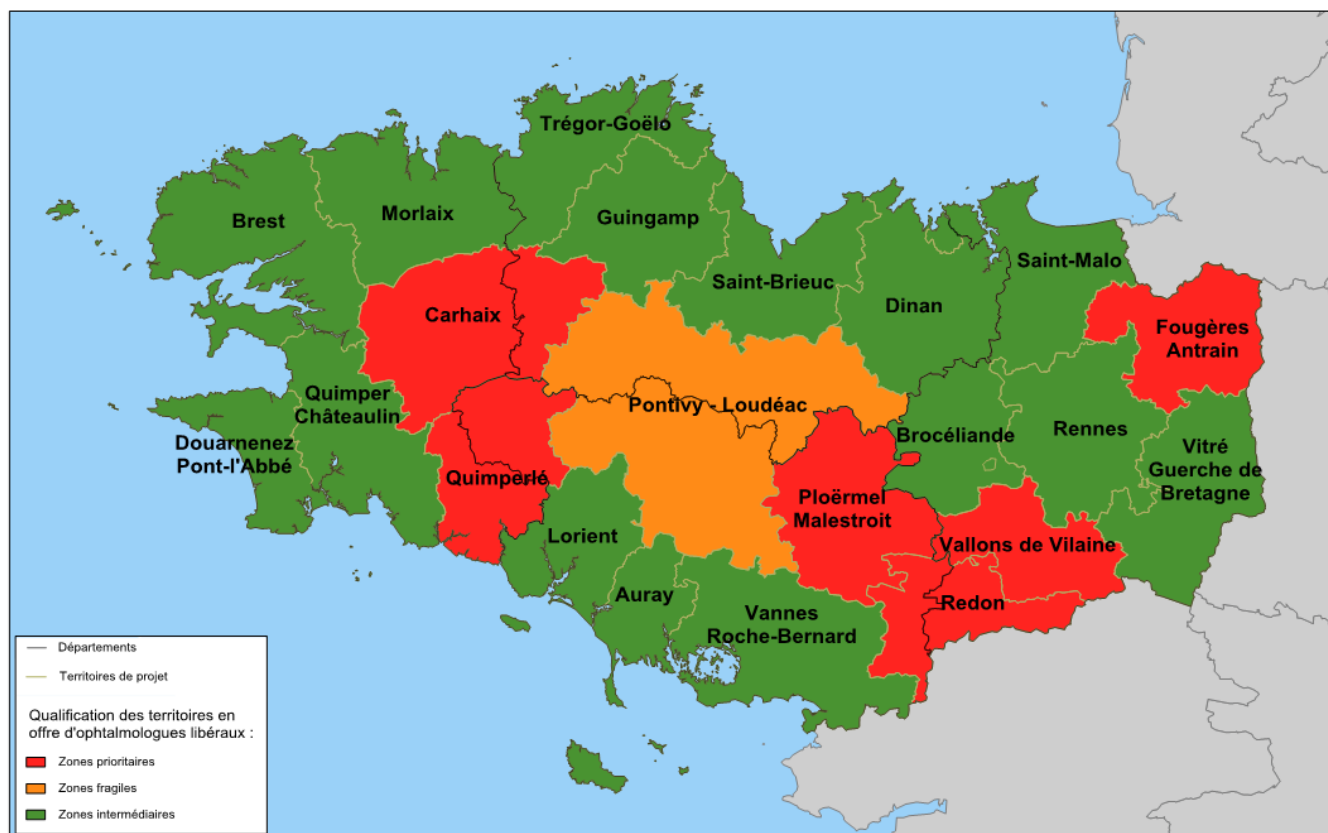 Trégor-Goëlo
Brest
Morlaix
Guingamp
Saint-Brieuc
Saint-Malo
Dinan
Carhaix
Fougères
Antrain
Quimper
Châteaulin
Pontivy - Loudéac
Douarnenez
Pont-l'Abbé
Brocéliande
Rennes
Vitré
Guerche de
Bretagne
Quimperlé
Ploërmel
Malestroit
Lorient
Vallons de Vilaine
Auray
Vannes
Roche-Bernard
Redon
Départements
Territoires de projet
Qualification des territoires en
offre d'ophtalmologues libéraux :
Zones prioritaires
Zones fragiles
Zones intermédiaires